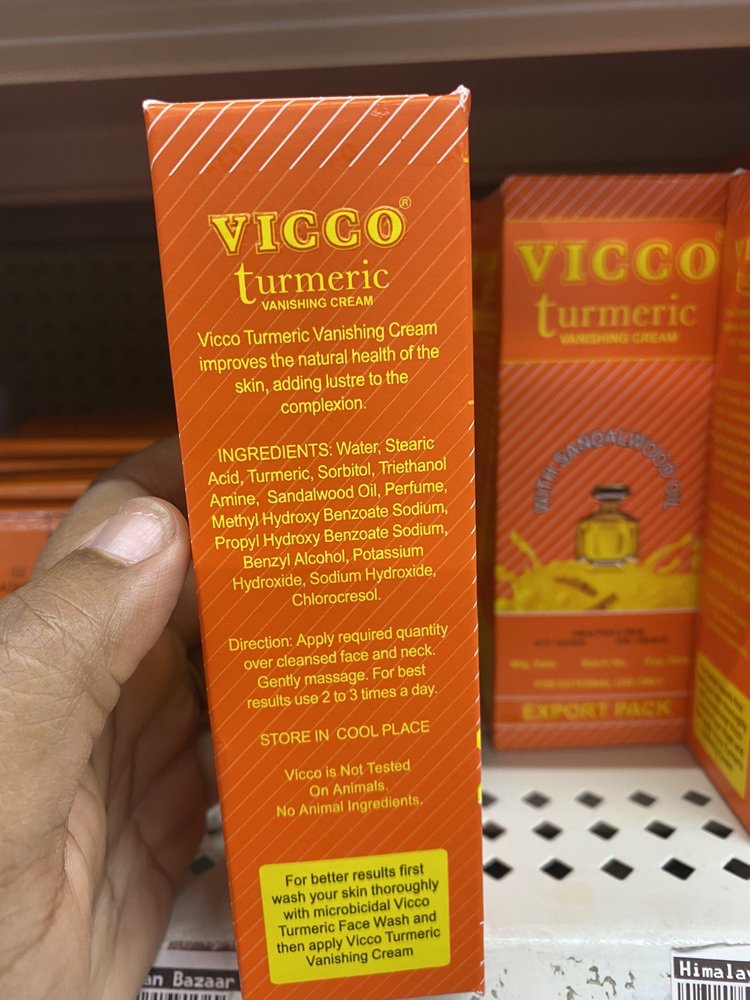 VICCO®
turmeric
VANISHING CREAM
Vicco Turmeric Vanishing Cream
improves the natural health of the
skin, adding lustre to the
complexion.
INGREDIENTS: Water, Stearic
Acid, Turmeric, Sorbitol, Triethanol
Amine, Sandalwood Oil, Perfume,
Methyl Hydroxy Benzoate Sodium,
Propyl Hydroxy Benzoate Sodium,
Benzyl Alcohol, Potassium
Hydroxide, Sodium Hydroxide,
Chlorocresol.
Direction: Apply required quantity
over cleansed face and neck.
Gently massage. For best
results use 2 to 3 times a day.
STORE IN COOL PLACE
Vicco is Not Tested
On Animals.
No Animal Ingredients.
For better results first
wash your skin thoroughly
with microbicidal Vicco
Turmeric Face Wash and
then apply Vicco Turmeric
Vanishing Cream
VICCO
turmeric
VANISHING CREAM
WITH SANDALWOOD OIL
FOR EXTERNAL USE ONLY
EXPORT PACK
an Bazaar
Himalay